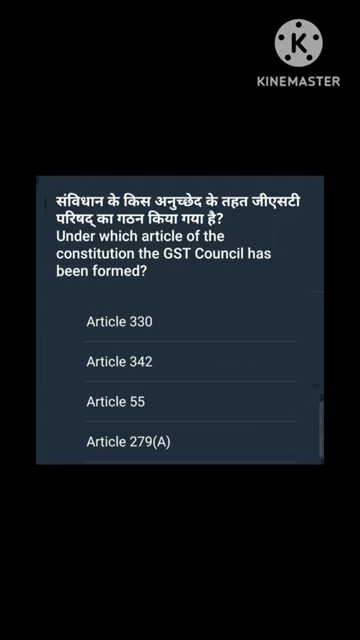 KINEMASTER
संविधान के किस अनुच्छेद के तहत जीएसटी
परिषद् का गठन किया गया है?
Under which article of the
constitution the GST Council has
been formed?
Article 330
Article 342
Article 55
Article 279(A)